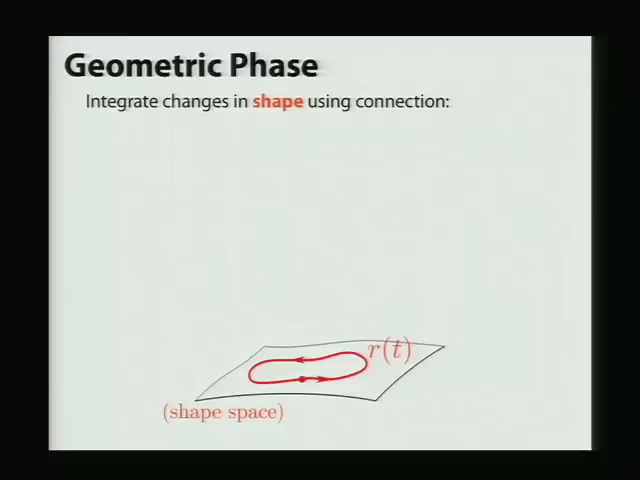 Geometric Phase
Integrate changes in shape using connection:
r(t)
(shape space)